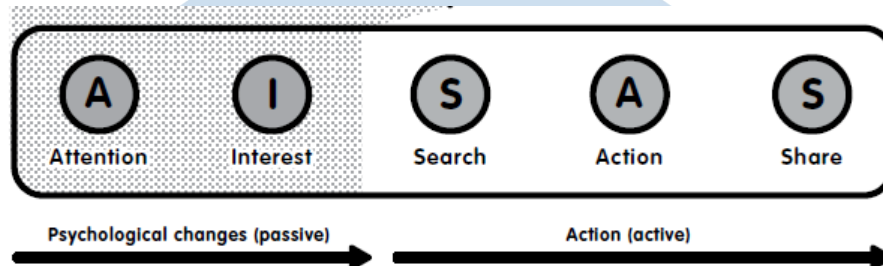 A I S A S
Attention Interest Search Action Share
Psychological changes (passive) Action (active)